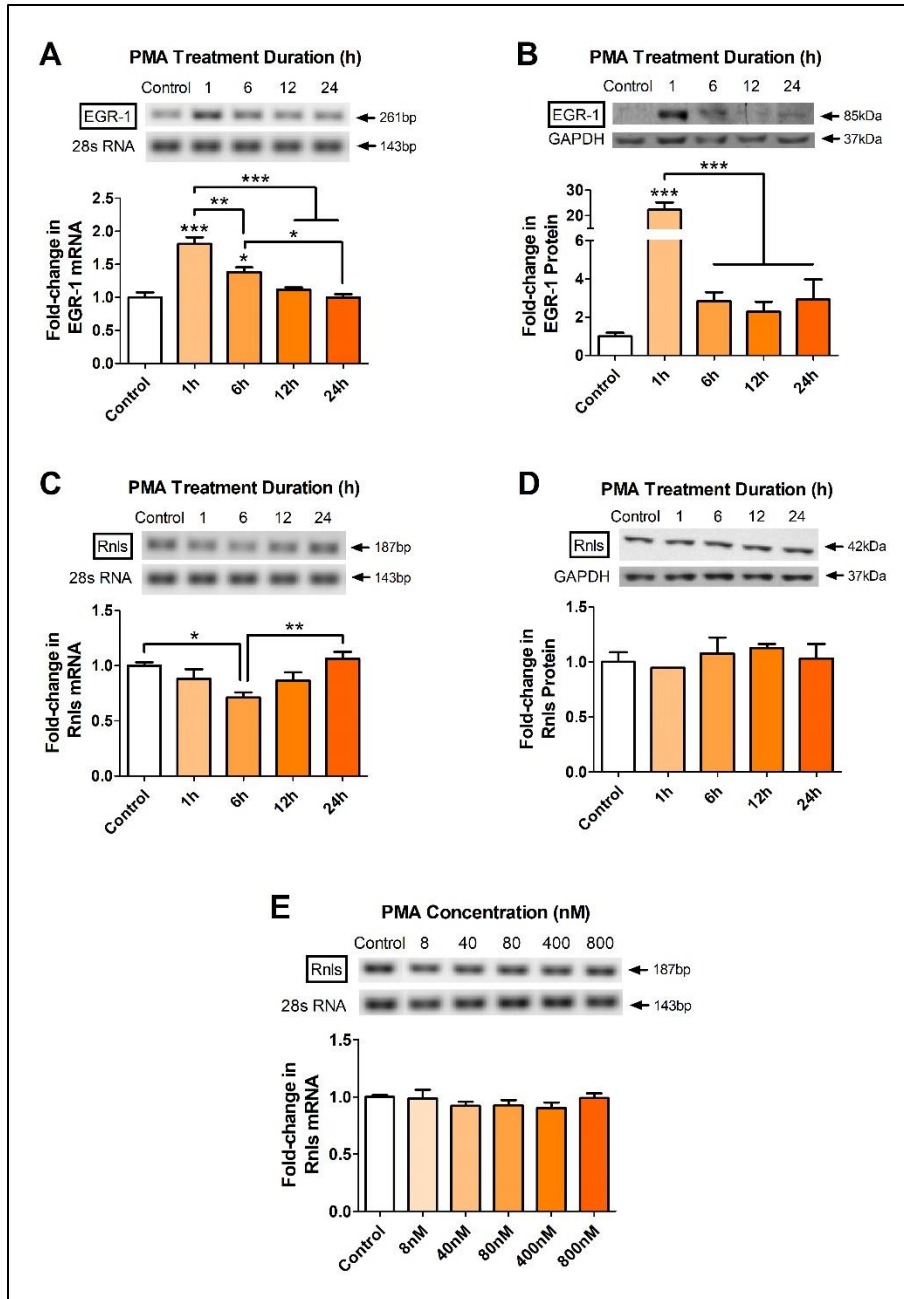 A
PMA Treatment Duration (h)
Control 1 6 12 24
EGR-1
261bp
28s RNA
143bp
Fold-change in
EGR-1 mRNA
2.5
2.0
1.5
1.0
0.5
0.0
***
**
*
***
*
Control 1h 6h 12h 24h
B
PMA Treatment Duration (h)
Control 1 6 12 24
EGR-1
85kDa
GAPDH
37kDa
Fold-change in
EGR-1 Protein
30
20
10
4
2
0
***
***
Control 1h 6h 12h 24h
C
PMA Treatment Duration (h)
Control 1 6 12 24
Rnls
187bp
28s RNA
143bp
Fold-change in
Rnls mRNA
1.5
1.0
0.5
0.0
*
**
Control 1h 6h 12h 24h
D
PMA Treatment Duration (h)
Control 1 6 12 24
Rnls
42kDa
GAPDH
37kDa
Fold-change in
Rnls Protein
1.5
1.0
0.5
0.0
Control 1h 6h 12h 24h
E
PMA Concentration (nM)
Control 8 40 80 400 800
Rnls
187bp
28s RNA
143bp
Fold-change in
Rnls mRNA
1.5
1.0
0.5
0.0
Control 8nM 40nM 80nM 400nM 800nM